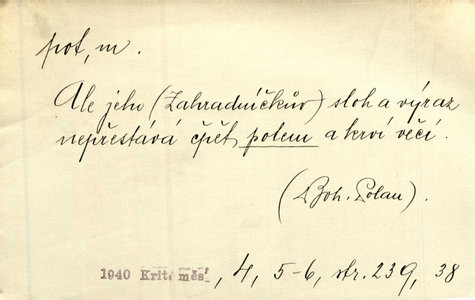 pot, m.
Ale jeho (Zahradníčkův) sloh a výraz
nepřestává čpět potem a krví věcí.
(Boh. Polan).
1940 Krit. měs., 4, 5-6, str. 239, 38